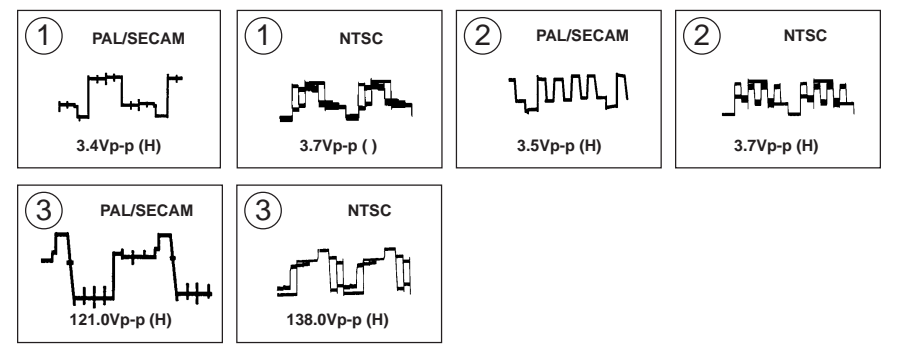 1 PAL/SECAM
3.4Vp-p (H)
1 NTSC
3.7Vp-p ( )
2 PAL/SECAM
3.5Vp-p (H)
2 NTSC
3.7Vp-p (H)
3 PAL/SECAM
121.0Vp-p (H)
3 NTSC
138.0Vp-p (H)